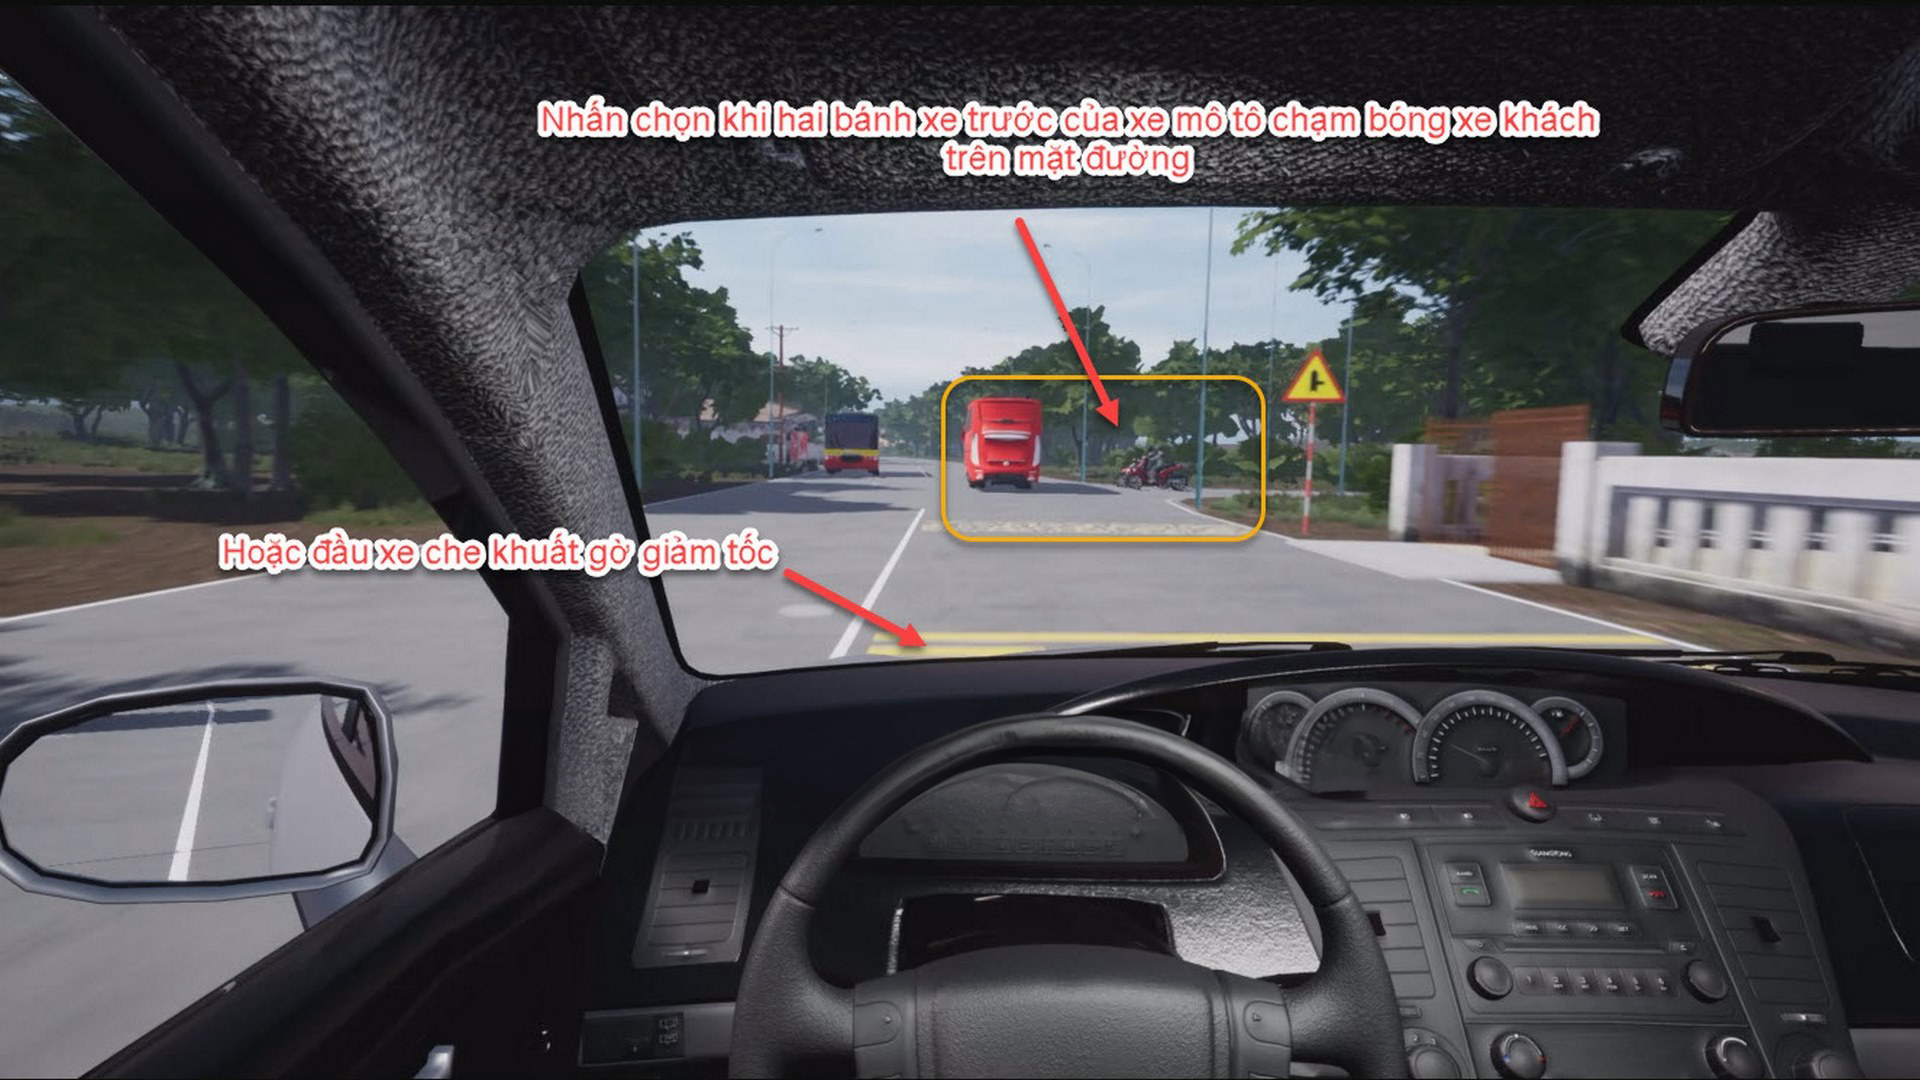 Nhấn chọn khi hai bánh xe trước của xe mô tô chạm bóng xe khách
trên mặt đường
Hoặc đầu xe che khuất gờ giảm tốc
SSANGYONG